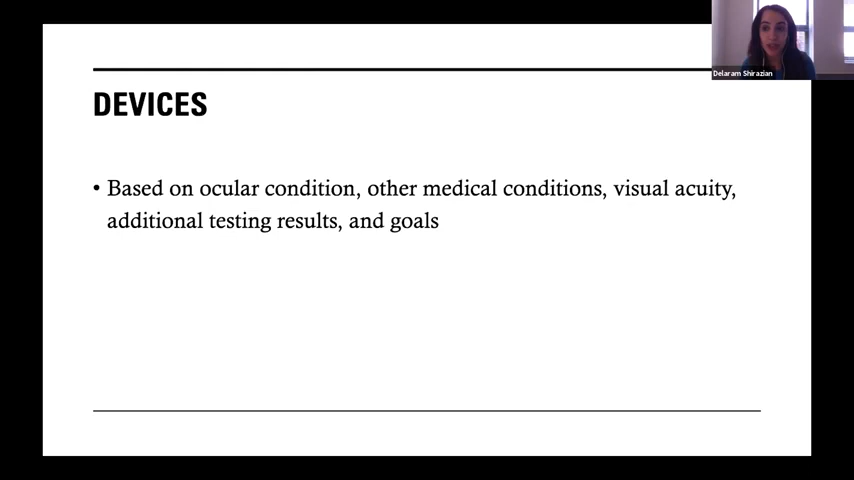 DEVICES
• Based on ocular condition, other medical conditions, visual acuity,
additional testing results, and goals
Delaram Shirazian